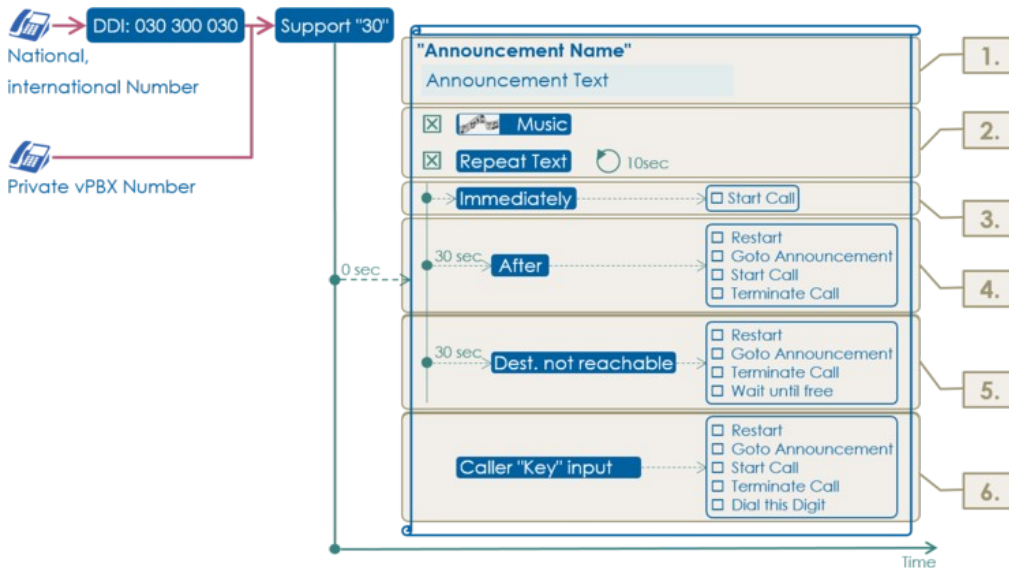 DDI: 030 300 030
Support "30"
National,
international Number
Private vPBX Number
"Announcement Name"
Announcement Text
1.
Music
Repeat Text
10sec
2.
Immediately
Start Call
3.
0 sec
30 sec
After
Restart
Goto Announcement
Start Call
Terminate Call
4.
30 sec
Dest. not reachable
Restart
Goto Announcement
Terminate Call
Wait until free
5.
Caller "Key" input
Restart
Goto Announcement
Start Call
Terminate Call
Dial this Digit
6.
Time